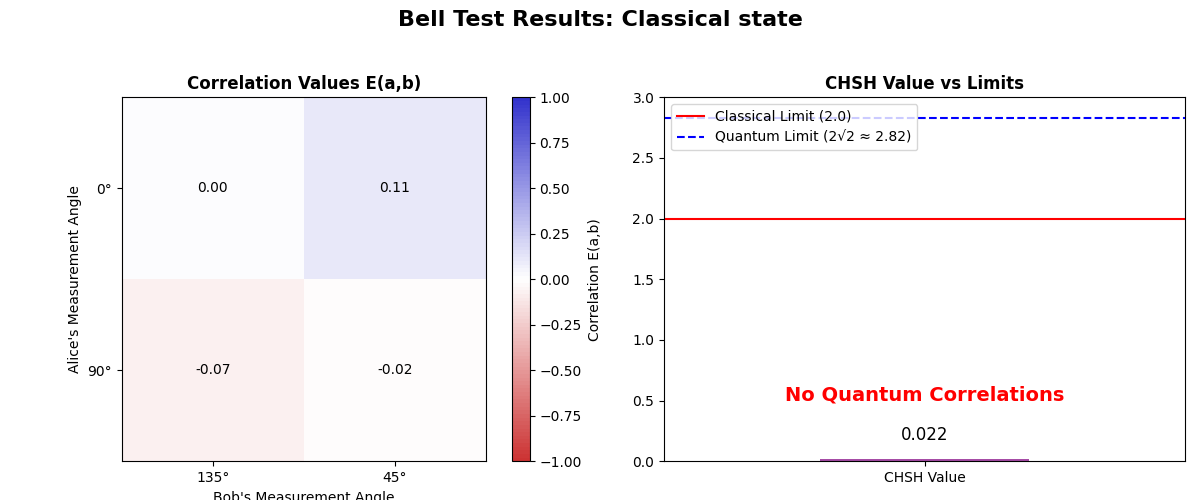 Bell Test Results: Classical state
Correlation Values E(a,b)
Alice's Measurement Angle
0°
90°
0.00
0.11
-0.07
-0.02
135°
45°
Bob's Measurement Angle
1.00
0.75
0.50
0.25
0.00
−0.25
−0.50
−0.75
−1.00
Correlation E(a,b)
CHSH Value vs Limits
3.0
2.5
2.0
1.5
1.0
0.5
0.0
Classical Limit (2.0)
Quantum Limit (2√2 ≈ 2.82)
No Quantum Correlations
0.022
CHSH Value